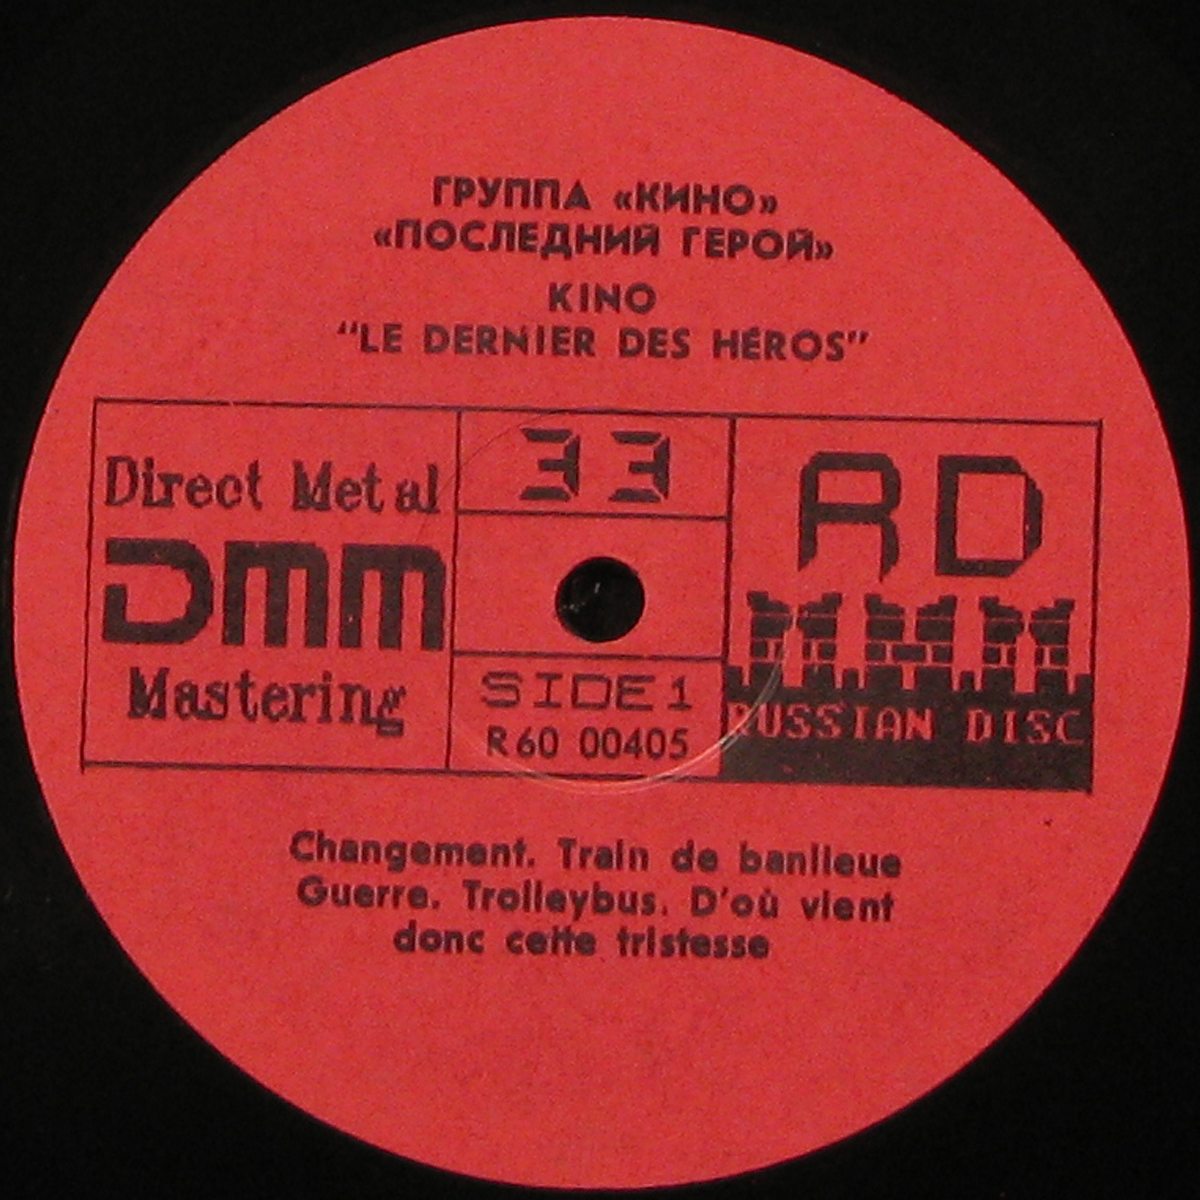 ГРУППА «КИНО»
«ПОСЛЕДНИЙ ГЕРОЙ»
KINO
"LE DERNIER DES HÉROS"
Direct Metal
DMM
Mastering
33
SIDE 1
R60 00405
RD
RUSSIAN DISC
Changement. Train de banlieue
Guerre. Trolleybus. D'où vient
donc cette tristesse